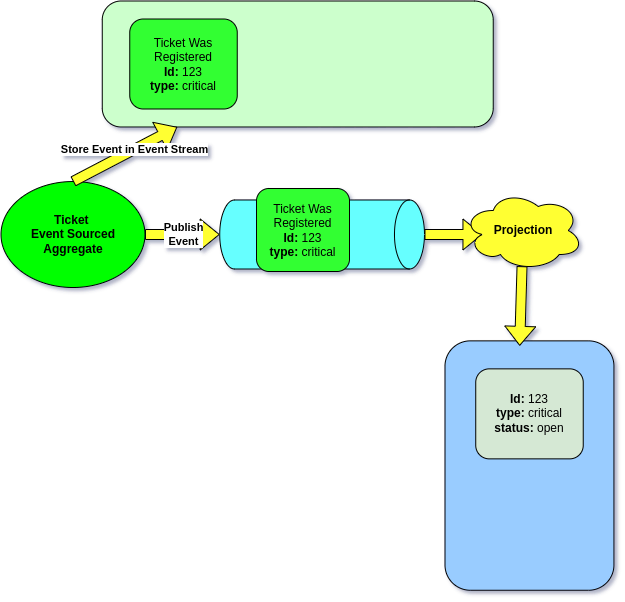 Ticket Was
Registered
Id: 123
type: critical
Store Event in Event Stream
Ticket
Event Sourced
Aggregate
Publish
Event
Ticket Was
Registered
Id: 123
type: critical
Projection
Id: 123
type: critical
status: open